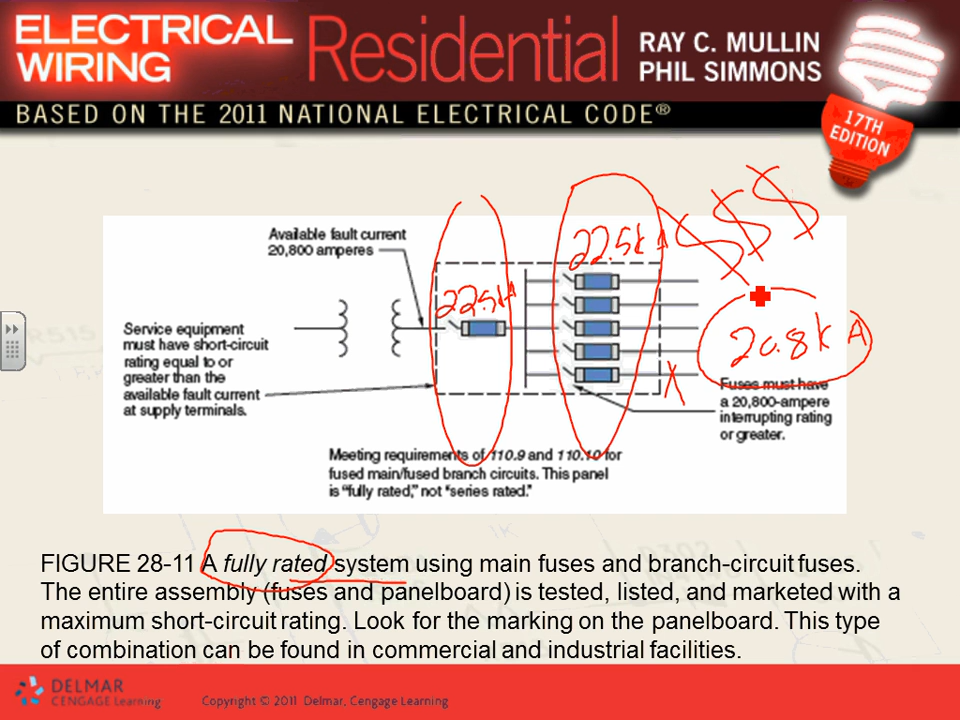 ELECTRICAL
WIRING
Residential
RAY C. MULLIN
PHIL SIMMONS
BASED ON THE 2011 NATIONAL ELECTRICAL CODE®
17TH
EDITION
Available fault current
20,800 amperes
22.5kA
22.5kA
$$$
20.8kA
Service equipment
must have short-circuit
rating equal to or
greater than the
available fault current
at supply terminals.
X
Fuses must have
a 20,800-ampere
interrupting rating
or greater.
Meeting requirements of 110.9 and 110.10 for
fused main/fused branch circuits. This panel
is "fully rated," not "series rated."
FIGURE 28-11 A fully rated system using main fuses and branch-circuit fuses.
The entire assembly (fuses and panelboard) is tested, listed, and marketed with a
maximum short-circuit rating. Look for the marking on the panelboard. This type
of combination can be found in commercial and industrial facilities.
DELMAR
CENGAGE Learning
Copyright © 2011 Delmar, Cengage Learning